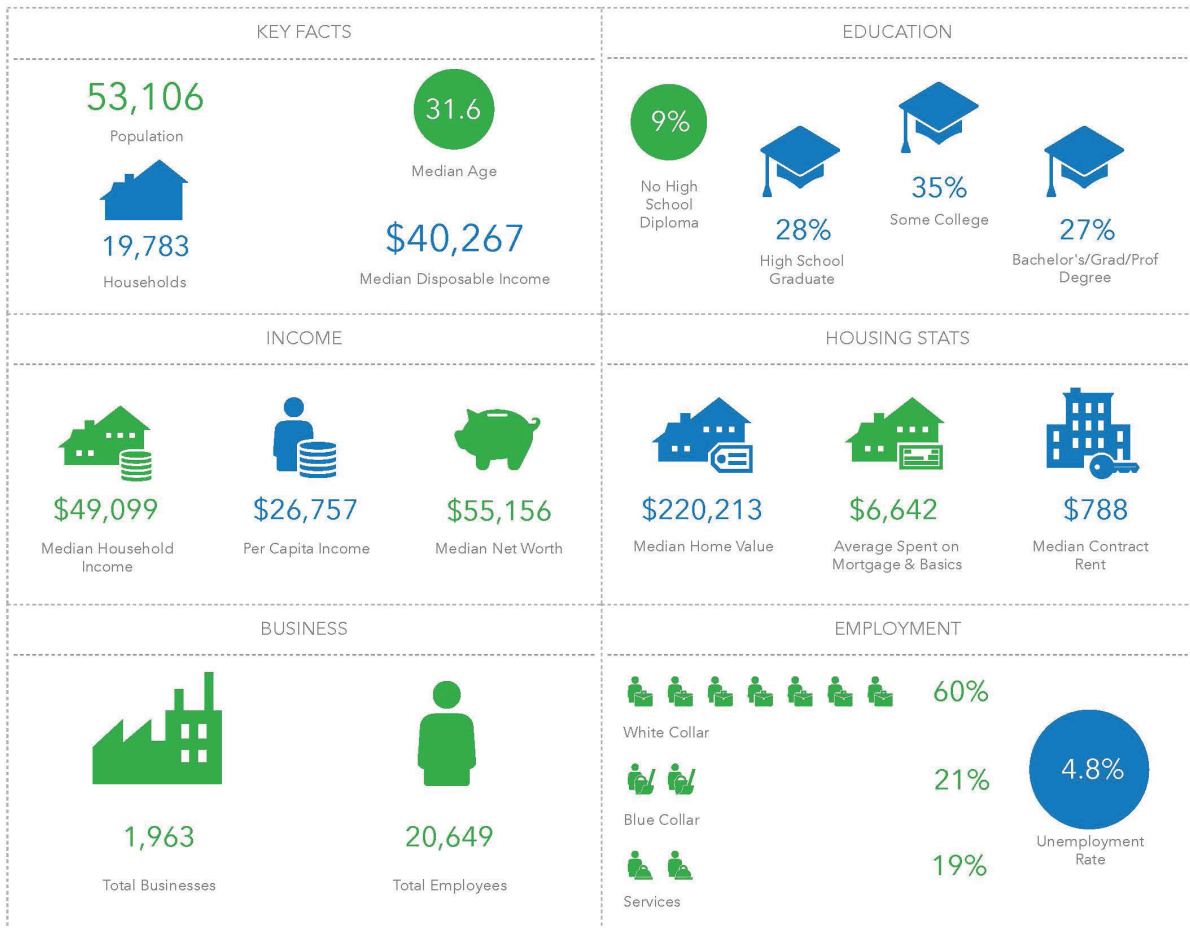 KEY FACTS
53,106
Population
31.6
Median Age
19,783
Households
$40,267
Median Disposable Income
EDUCATION
9%
No High
School
Diploma
28%
High School
Graduate
35%
Some College
27%
Bachelor's/Grad/Prof
Degree
INCOME
$49,099
Median Household
Income
$26,757
Per Capita Income
$55,156
Median Net Worth
HOUSING STATS
$220,213
Median Home Value
$6,642
Average Spent on
Mortgage & Basics
$788
Median Contract
Rent
BUSINESS
1,963
Total Businesses
20,649
Total Employees
EMPLOYMENT
60%
White Collar
21%
Blue Collar
19%
Services
4.8%
Unemployment
Rate